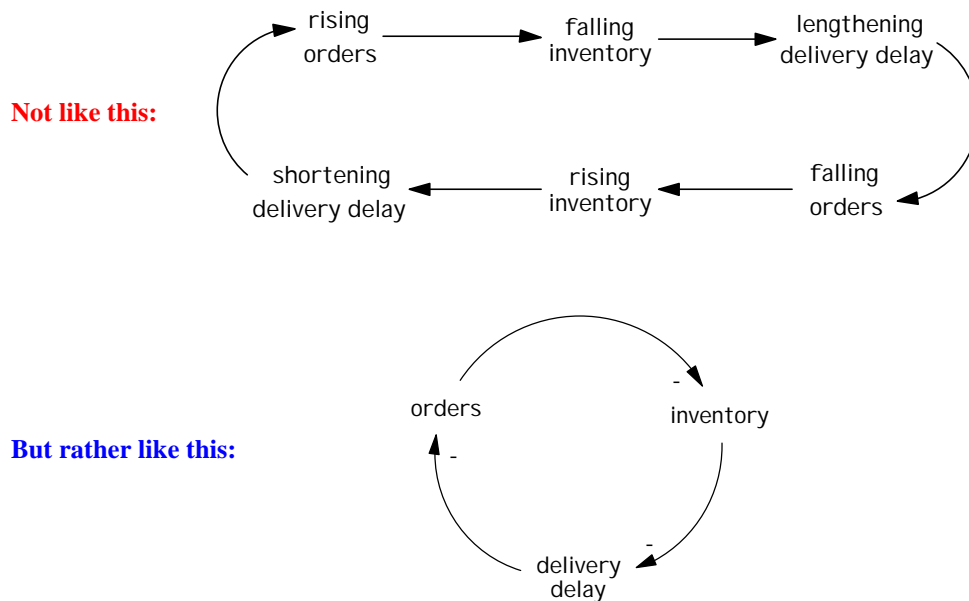 rising
orders
falling
inventory
lengthening
delivery delay
Not like this:
shortening
delivery delay
rising
inventory
falling
orders
-
orders
inventory
But rather like this:
-
-
delivery
delay